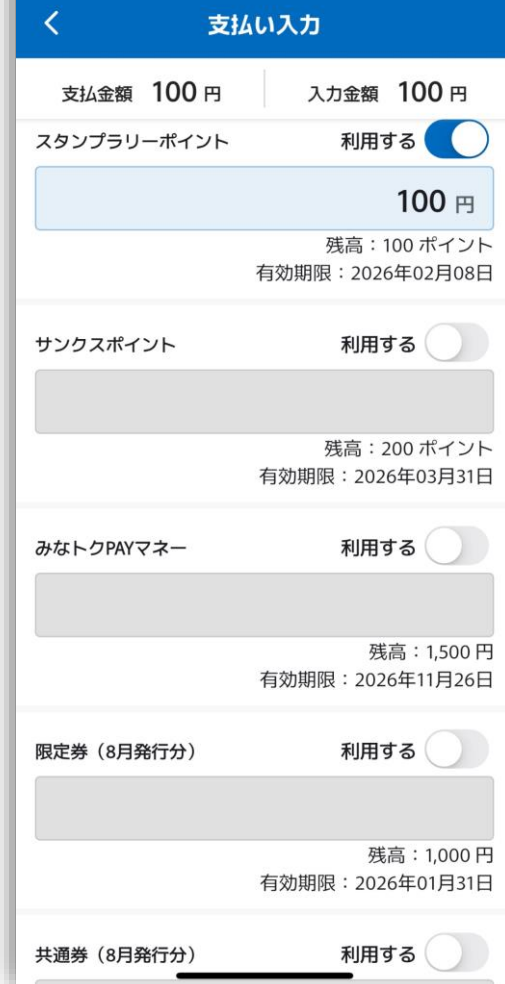 支払い入力
支払金額 100 円 入力金額 100 円
スタンプラリーポイント 利用する
100 円
残高：100 ポイント
有効期限：2026年02月08日
サンクスポイント 利用する
残高：200 ポイント
有効期限：2026年03月31日
みなトクPAYマネー 利用する
残高：1,500 円
有効期限：2026年11月26日
限定券（8月発行分） 利用する
残高：1,000 円
有効期限：2026年01月31日
共通券（8月発行分） 利用する